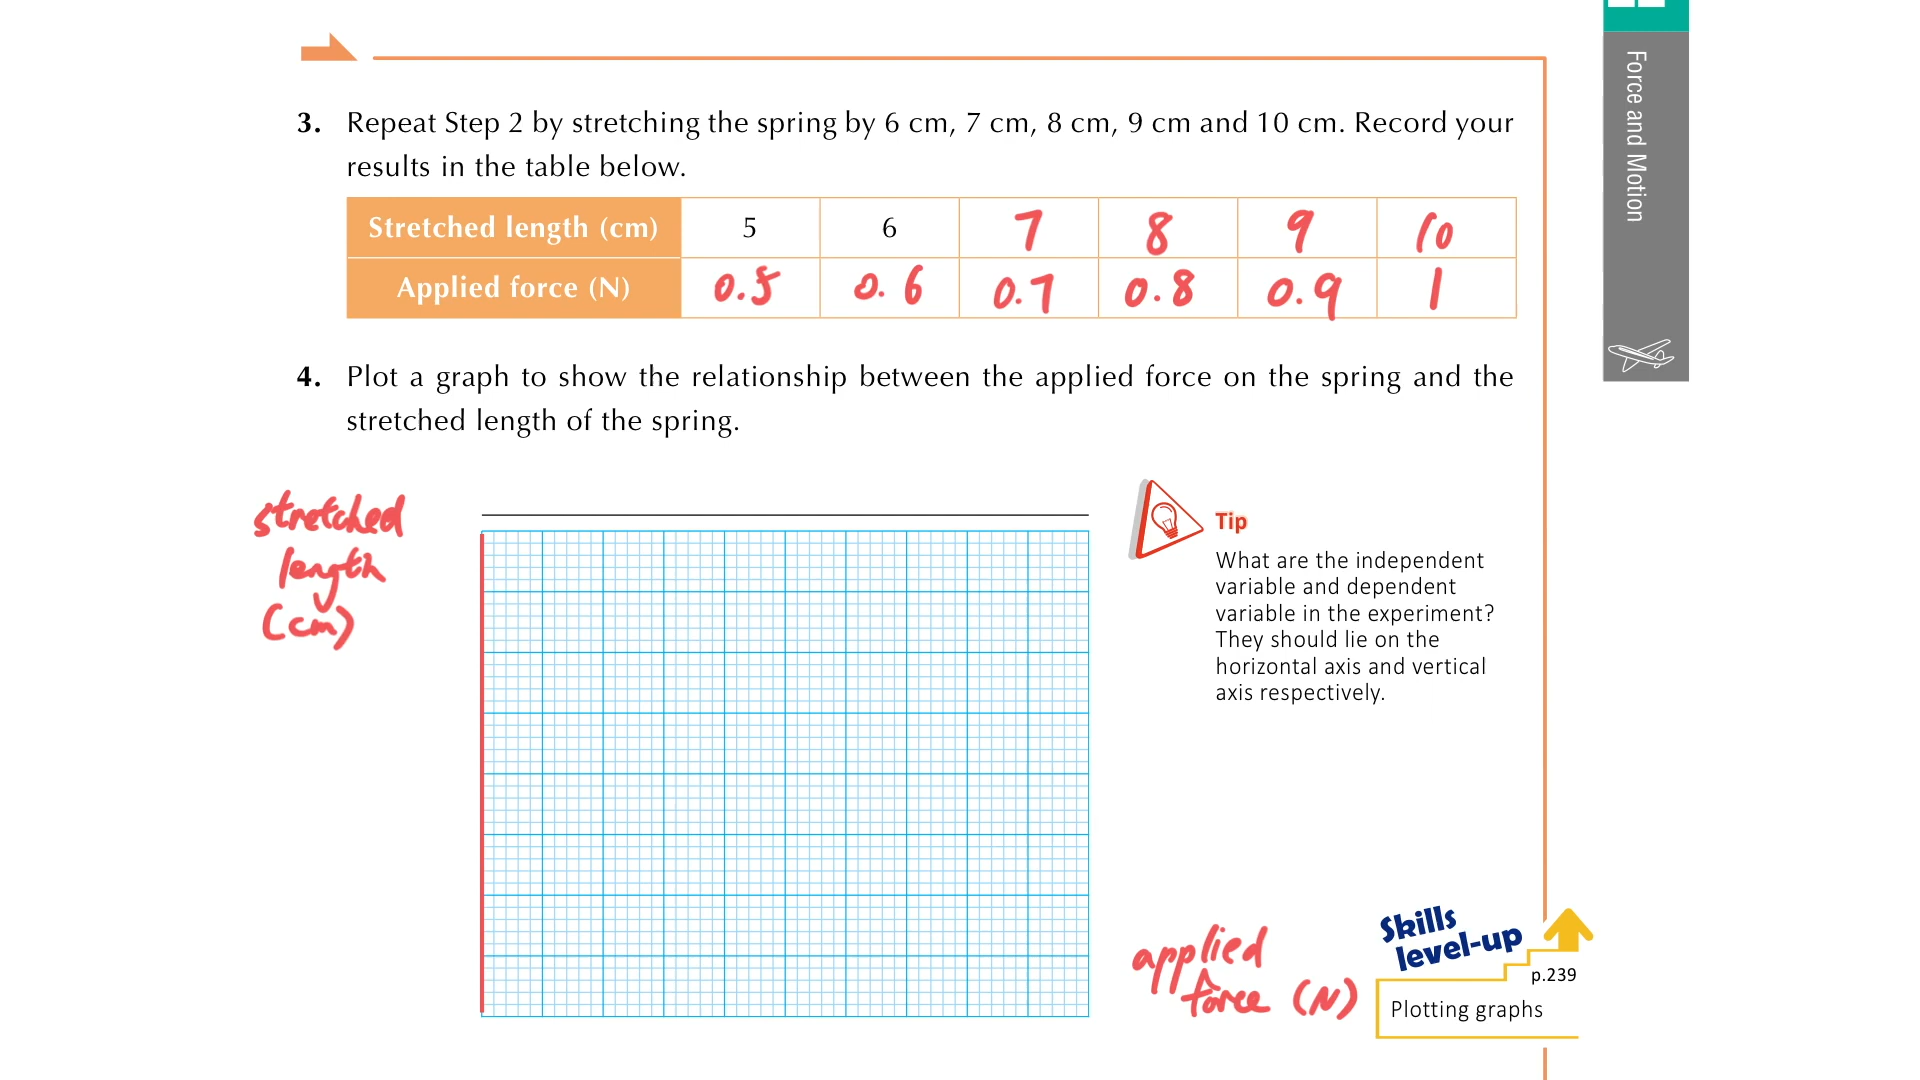 Force and Motion
3. Repeat Step 2 by stretching the spring by 6 cm, 7 cm, 8 cm, 9 cm and 10 cm. Record your
results in the table below.
Stretched length (cm) 5 6 7 8 9 10
Applied force (N) 0.5 0.6 0.7 0.8 0.9 1
4. Plot a graph to show the relationship between the applied force on the spring and the
stretched length of the spring.
stretched
length
(cm)
Tip
What are the independent
variable and dependent
variable in the experiment?
They should lie on the
horizontal axis and vertical
axis respectively.
applied
force (N)
Skills
level-up
p.239
Plotting graphs